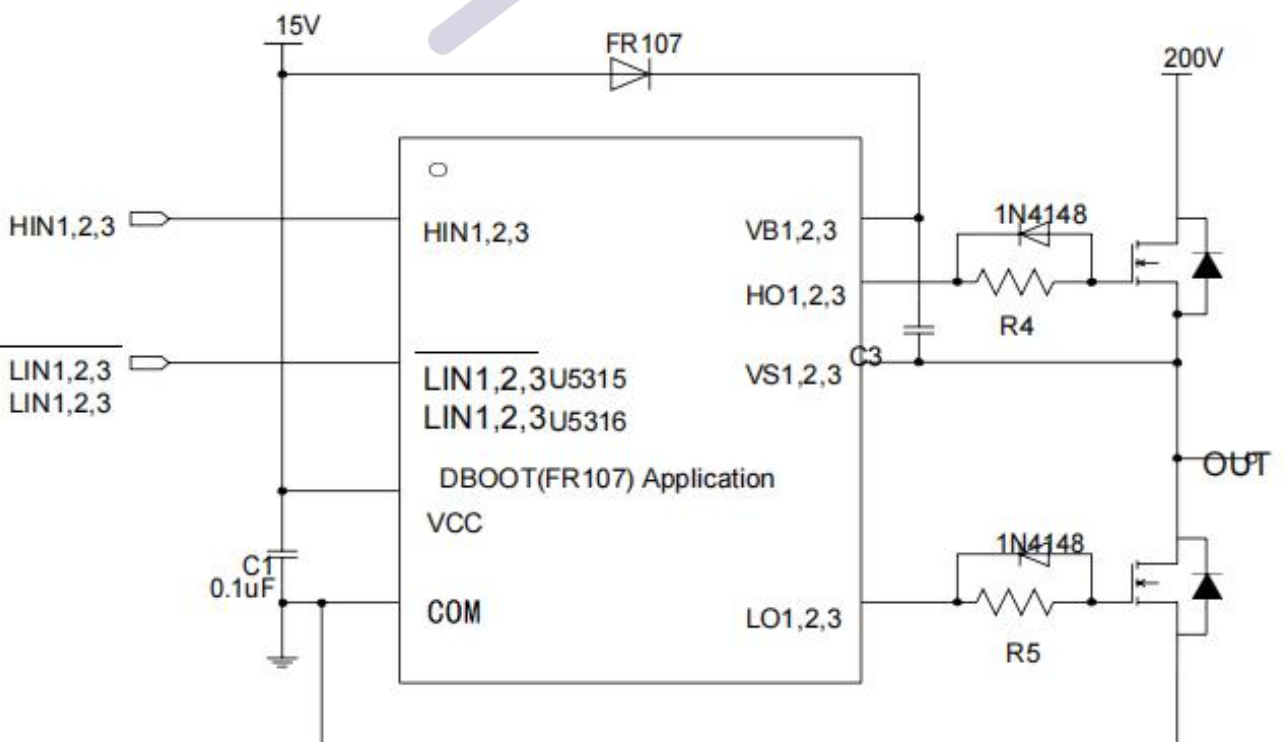 15V
FR107
200V
HIN1,2,3
HIN1,2,3
VB1,2,3
1N4148
HO1,2,3
R4
LIN1,2,3
LIN1,2,3
LIN1,2,3U5315
LIN1,2,3U5316
VS1,2,3
C3
DBOOT(FR107) Application
OUT
VCC
C1
0.1uF
COM
1N4148
LO1,2,3
R5